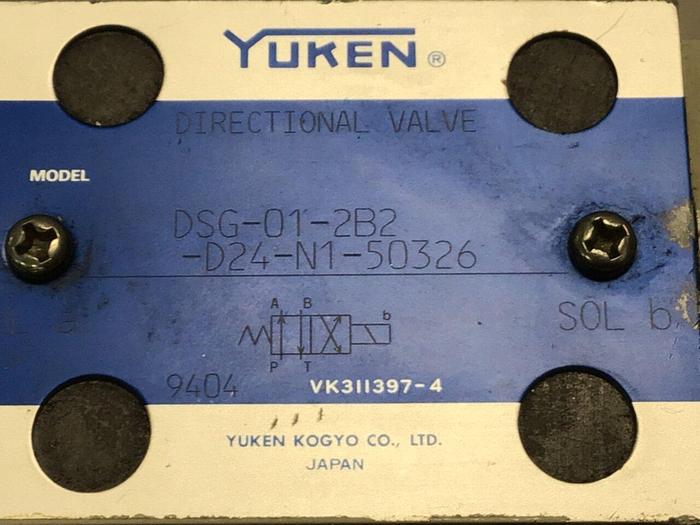 YUKEN®
DIRECTIONAL VALVE
MODEL
DSG-01-2B2
-D24-N1-50326
A B
b
SOL b
P T
9404
VK311397-4
YUKEN KOGYO CO., LTD.
JAPAN